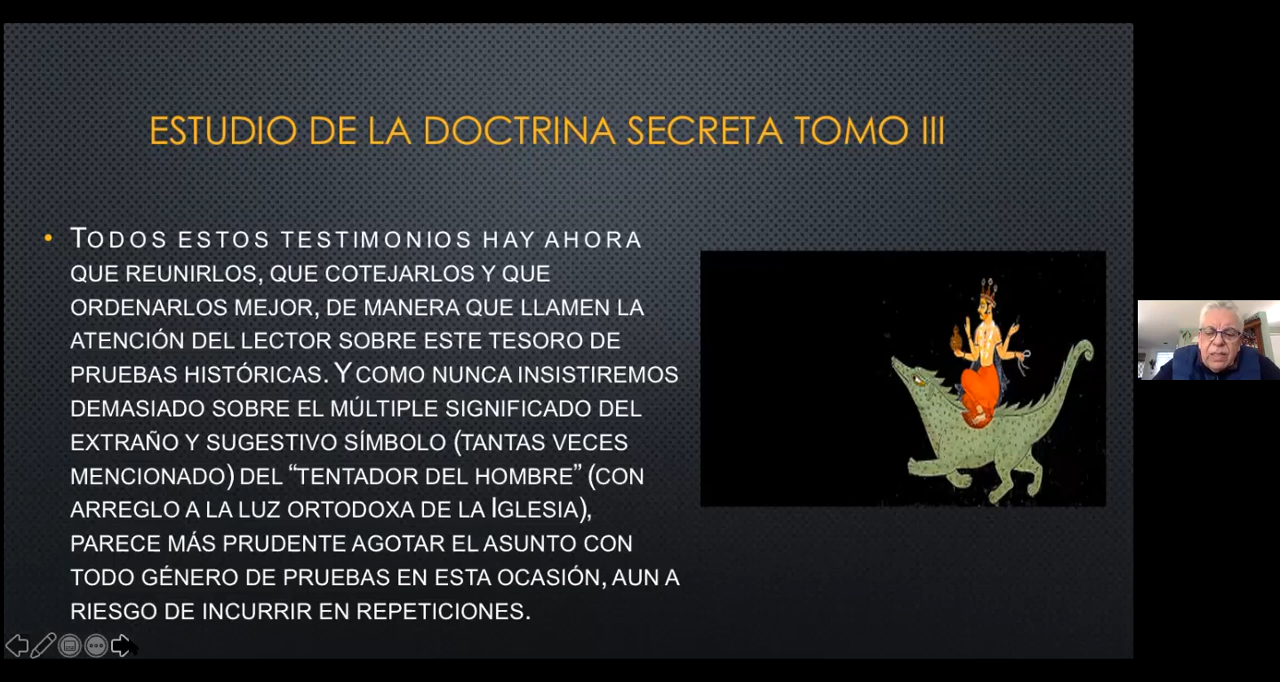 ESTUDIO DE LA DOCTRINA SECRETA TOMO III
• TODOS ESTOS TESTIMONIOS HAY AHORA
QUE REUNIRLOS, QUE COTEJARLOS Y QUE
ORDENARLOS MEJOR, DE MANERA QUE LLAMEN LA
ATENCIÓN DEL LECTOR SOBRE ESTE TESORO DE
PRUEBAS HISTÓRICAS. Y COMO NUNCA INSISTIREMOS
DEMASIADO SOBRE EL MÚLTIPLE SIGNIFICADO DEL
EXTRAÑO Y SUGESTIVO SÍMBOLO (TANTAS VECES
MENCIONADO) DEL “TENTADOR DEL HOMBRE” (CON
ARREGLO A LA LUZ ORTODOXA DE LA IGLESIA),
PARECE MÁS PRUDENTE AGOTAR EL ASUNTO CON
TODO GÉNERO DE PRUEBAS EN ESTA OCASIÓN, AUN A
RIESGO DE INCURRIR EN REPETICIONES.